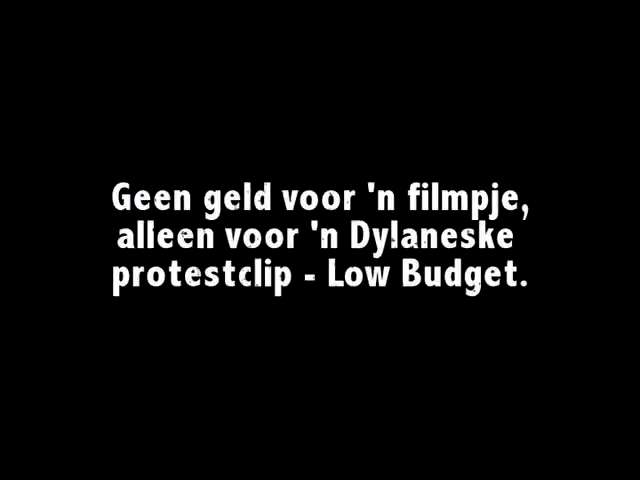 Geen geld voor 'n filmpje,
alleen voor 'n Dylaneske
protestclip - Low Budget.